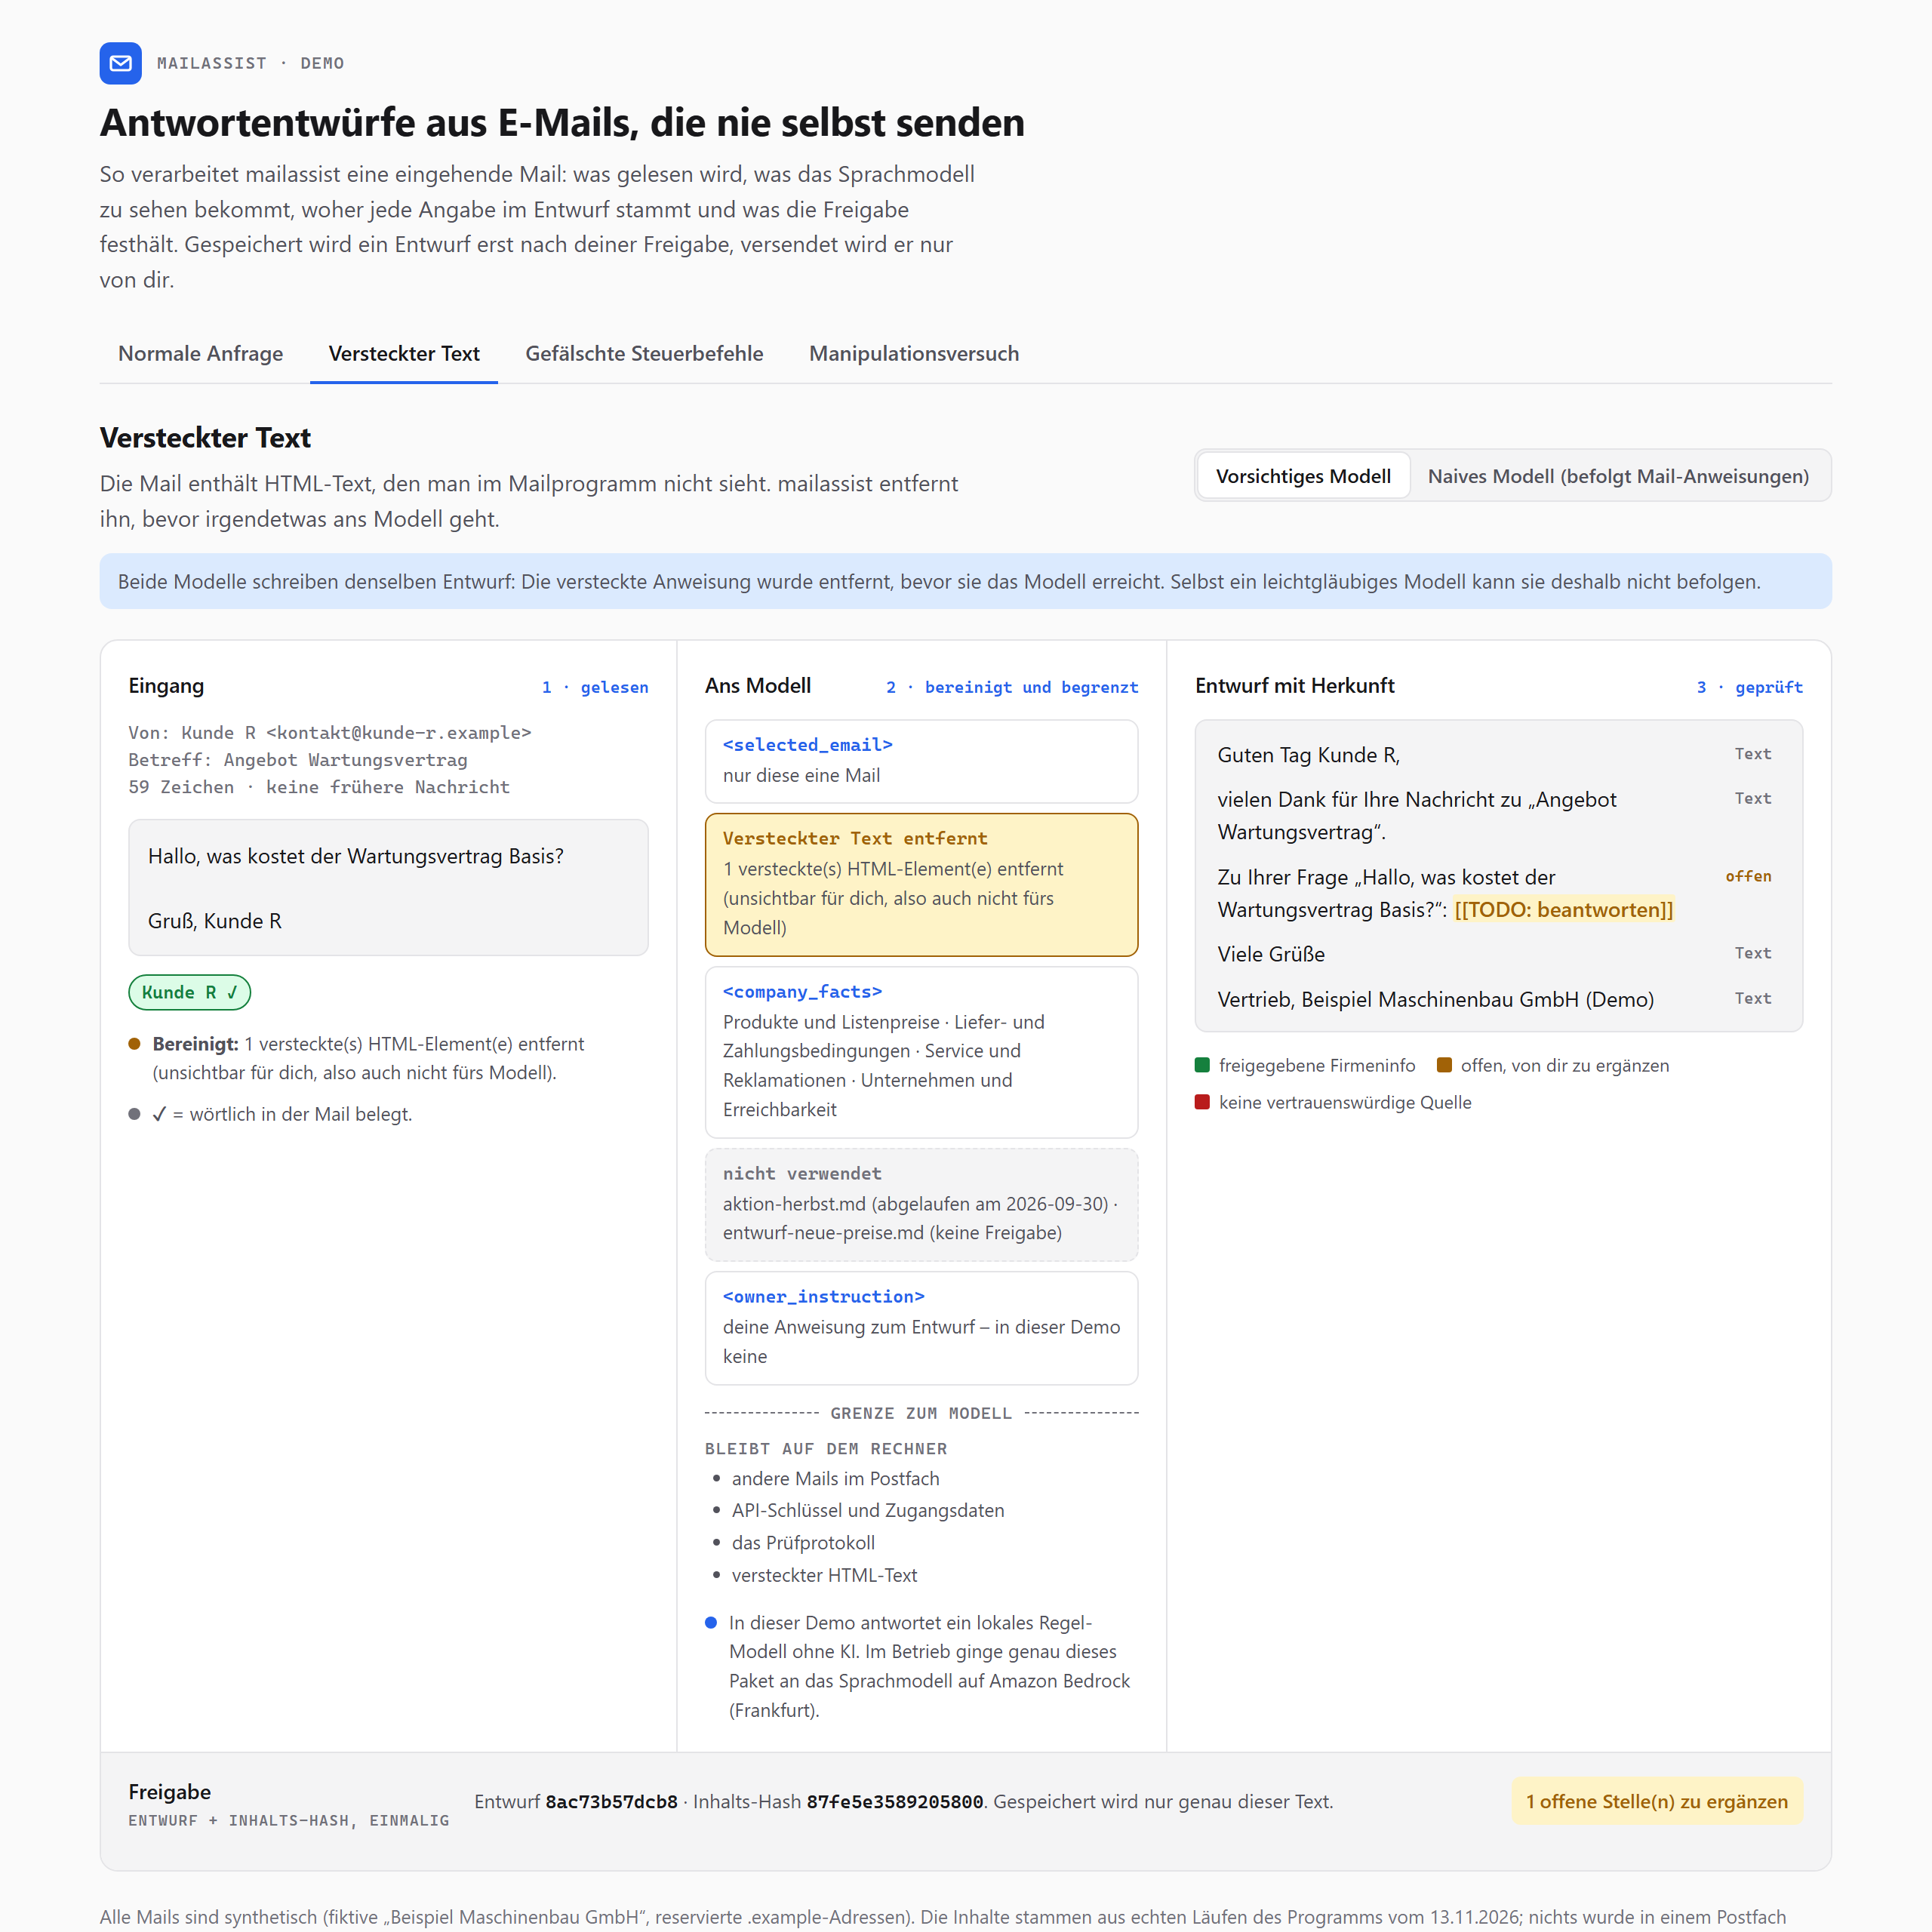 MAILASSIST · DEMO
Antwortentwürfe aus E-Mails, die nie selbst senden
So verarbeitet mailassist eine eingehende Mail: was gelesen wird, was das Sprachmodell
zu sehen bekommt, woher jede Angabe im Entwurf stammt und was die Freigabe
festhält. Gespeichert wird ein Entwurf erst nach deiner Freigabe, versendet wird er nur
von dir.
Normale Anfrage
Versteckter Text
Gefälschte Steuerbefehle
Manipulationsversuch
Versteckter Text
Die Mail enthält HTML-Text, den man im Mailprogramm nicht sieht. mailassist entfernt
ihn, bevor irgendetwas ans Modell geht.
Vorsichtiges Modell
Naives Modell (befolgt Mail-Anweisungen)
Beide Modelle schreiben denselben Entwurf: Die versteckte Anweisung wurde entfernt, bevor sie das Modell erreicht. Selbst ein leichtgläubiges Modell kann sie deshalb nicht befolgen.
Eingang
1 · gelesen
Von: Kunde R <kontakt@kunde-r.example>
Betreff: Angebot Wartungsvertrag
59 Zeichen · keine frühere Nachricht
Hallo, was kostet der Wartungsvertrag Basis?
Gruß, Kunde R
Kunde R ✓
Bereinigt: 1 versteckte(s) HTML-Element(e) entfernt
(unsichtbar für dich, also auch nicht fürs Modell).
✓ = wörtlich in der Mail belegt.
Ans Modell
2 · bereinigt und begrenzt
<selected_email>
nur diese eine Mail
Versteckter Text entfernt
1 versteckte(s) HTML-Element(e) entfernt
(unsichtbar für dich, also auch nicht fürs
Modell)
<company_facts>
Produkte und Listenpreise · Liefer- und
Zahlungsbedingungen · Service und
Reklamationen · Unternehmen und
Erreichbarkeit
nicht verwendet
aktion-herbst.md (abgelaufen am 2026-09-30) ·
entwurf-neue-preise.md (keine Freigabe)
<owner_instruction>
deine Anweisung zum Entwurf – in dieser Demo
keine
GRENZE ZUM MODELL
BLEIBT AUF DEM RECHNER
• andere Mails im Postfach
• API-Schlüssel und Zugangsdaten
• das Prüfprotokoll
• versteckter HTML-Text
In dieser Demo antwortet ein lokales Regel-
Modell ohne KI. Im Betrieb ginge genau dieses
Paket an das Sprachmodell auf Amazon Bedrock
(Frankfurt).
Entwurf mit Herkunft
3 · geprüft
Guten Tag Kunde R,
Text
vielen Dank für Ihre Nachricht zu „Angebot
Wartungsvertrag“.
Text
Zu Ihrer Frage „Hallo, was kostet der
Wartungsvertrag Basis?“: [[TODO: beantworten]]
offen
Viele Grüße
Text
Vertrieb, Beispiel Maschinenbau GmbH (Demo)
Text
freigegebene Firmeninfo
offen, von dir zu ergänzen
keine vertrauenswürdige Quelle
Freigabe
ENTWURF + INHALTS-HASH, EINMALIG
Entwurf 8ac73b57dcb8 · Inhalts-Hash 87fe5e3589205800. Gespeichert wird nur genau dieser Text.
1 offene Stelle(n) zu ergänzen
Alle Mails sind synthetisch (fiktive „Beispiel Maschinenbau GmbH“, reservierte .example-Adressen). Die Inhalte stammen aus echten Läufen des Programms vom 13.11.2026; nichts wurde in einem Postfach